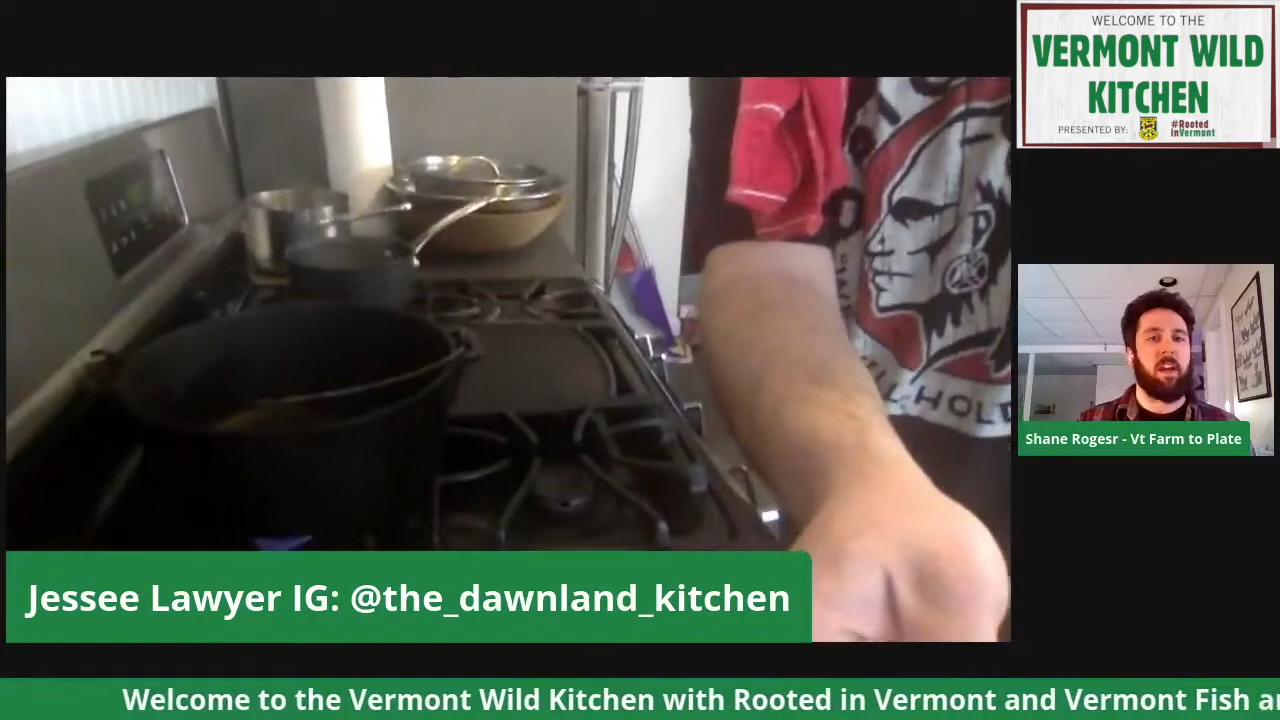 WELCOME TO THE
VERMONT WILD
KITCHEN
PRESENTED BY:
#Rooted
inVermont
HOLD
Shane Rogesr - Vt Farm to Plate
Jessee Lawyer IG: @the_dawnland_kitchen
Welcome to the Vermont Wild Kitchen with Rooted in Vermont and Vermont Fish